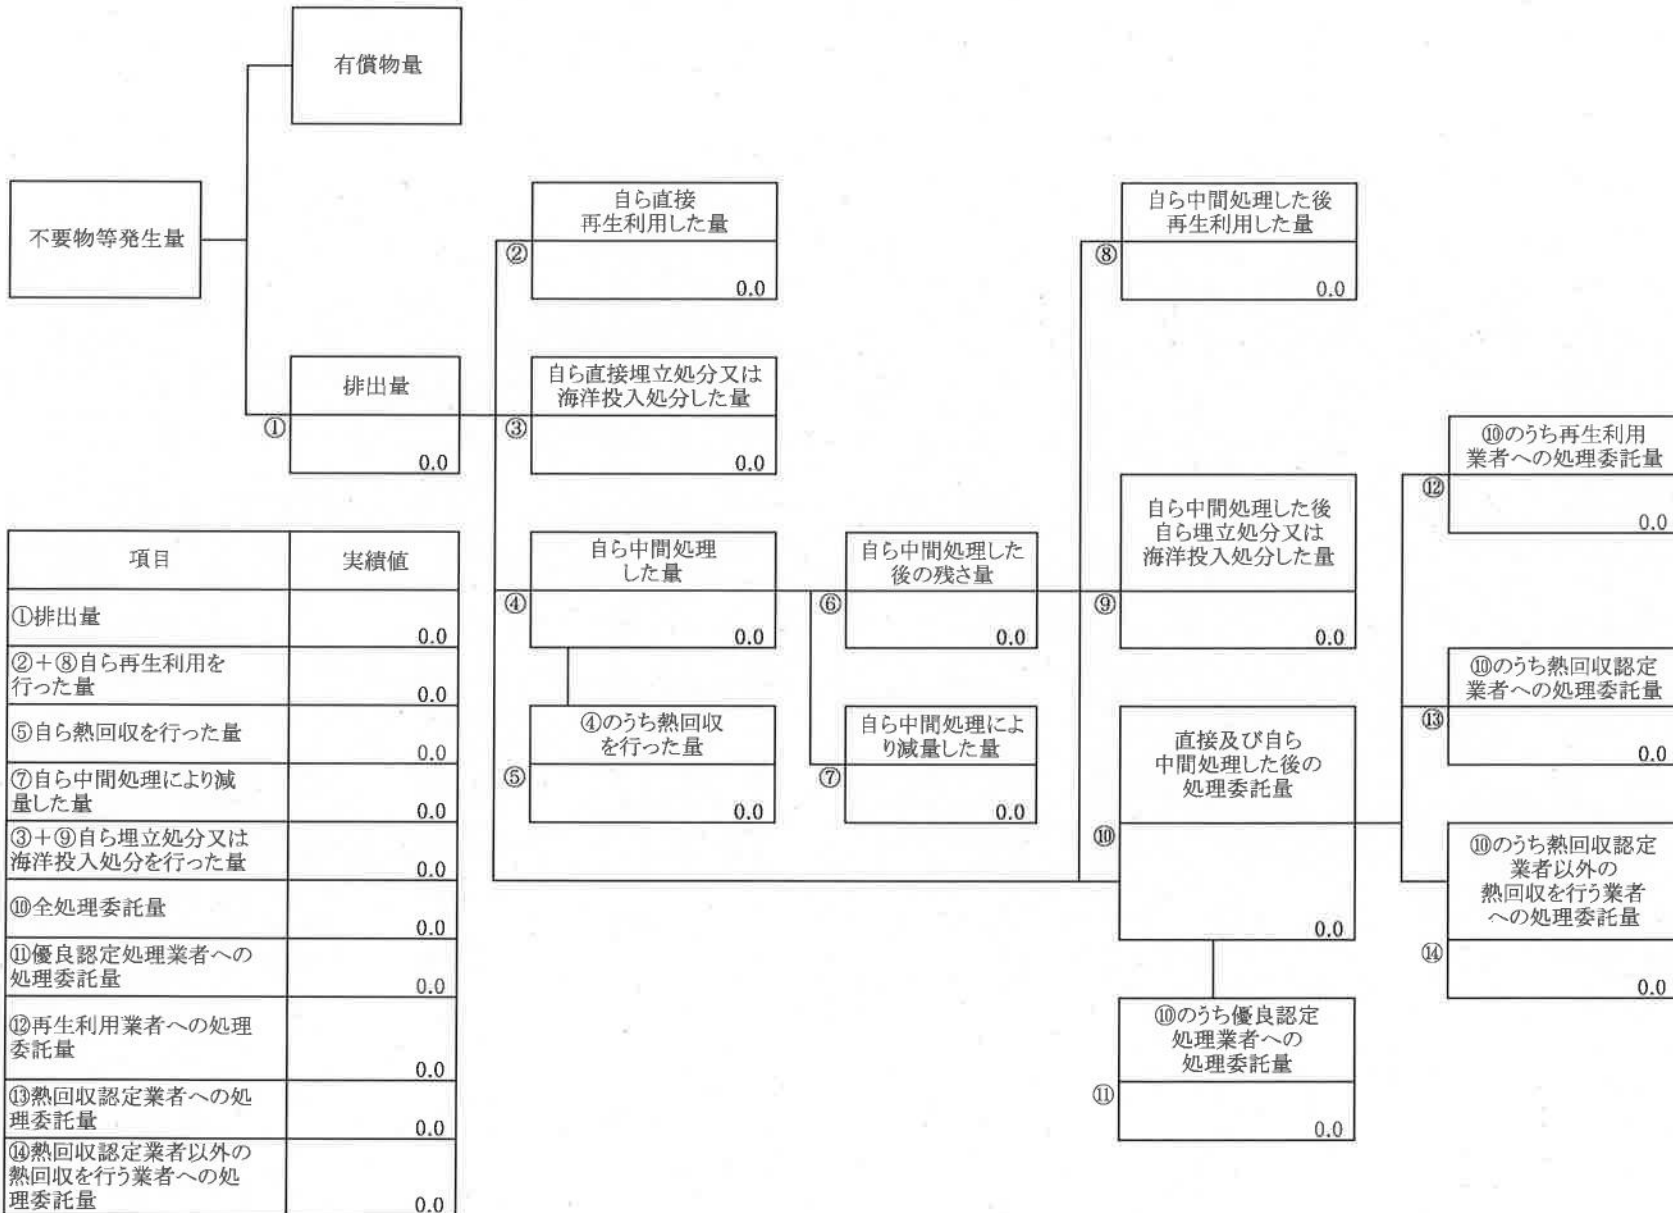 有償物量
不要物等発生量
自ら直接
再生利用した量
②
0.0
自ら中間処理した後
再生利用した量
⑧
0.0
排出量
①
0.0
自ら直接埋立処分又は
海洋投入処分した量
③
0.0
⑩のうち再生利用
業者への処理委託量
⑫
0.0
自ら中間処理
した量
④
0.0
自ら中間処理した
後の残さ量
⑥
0.0
自ら中間処理した後
自ら埋立処分又は
海洋投入処分した量
⑨
0.0
⑩のうち熱回収認定
業者への処理委託量
⑬
0.0
④のうち熱回収
を行った量
⑤
0.0
自ら中間処理によ
り減量した量
⑦
0.0
直接及び自ら
中間処理した後の
処理委託量
⑩
0.0
⑩のうち熱回収認定
業者以外の
熱回収を行う業者
への処理委託量
⑭
0.0
⑩のうち優良認定
処理業者への
処理委託量
⑪
0.0
項目 実績値
①排出量
0.0
②+⑧自ら再生利用を
行った量
0.0
⑤自ら熱回収を行った量
0.0
⑦自ら中間処理により減
量した量
0.0
③+⑨自ら埋立処分又は
海洋投入処分を行った量
0.0
⑩全処理委託量
0.0
⑪優良認定処理業者への
処理委託量
0.0
⑫再生利用業者への処理
委託量
0.0
⑬熱回収認定業者への処
理委託量
0.0
⑭熱回収認定業者以外の
熱回収を行う業者への処
理委託量
0.0